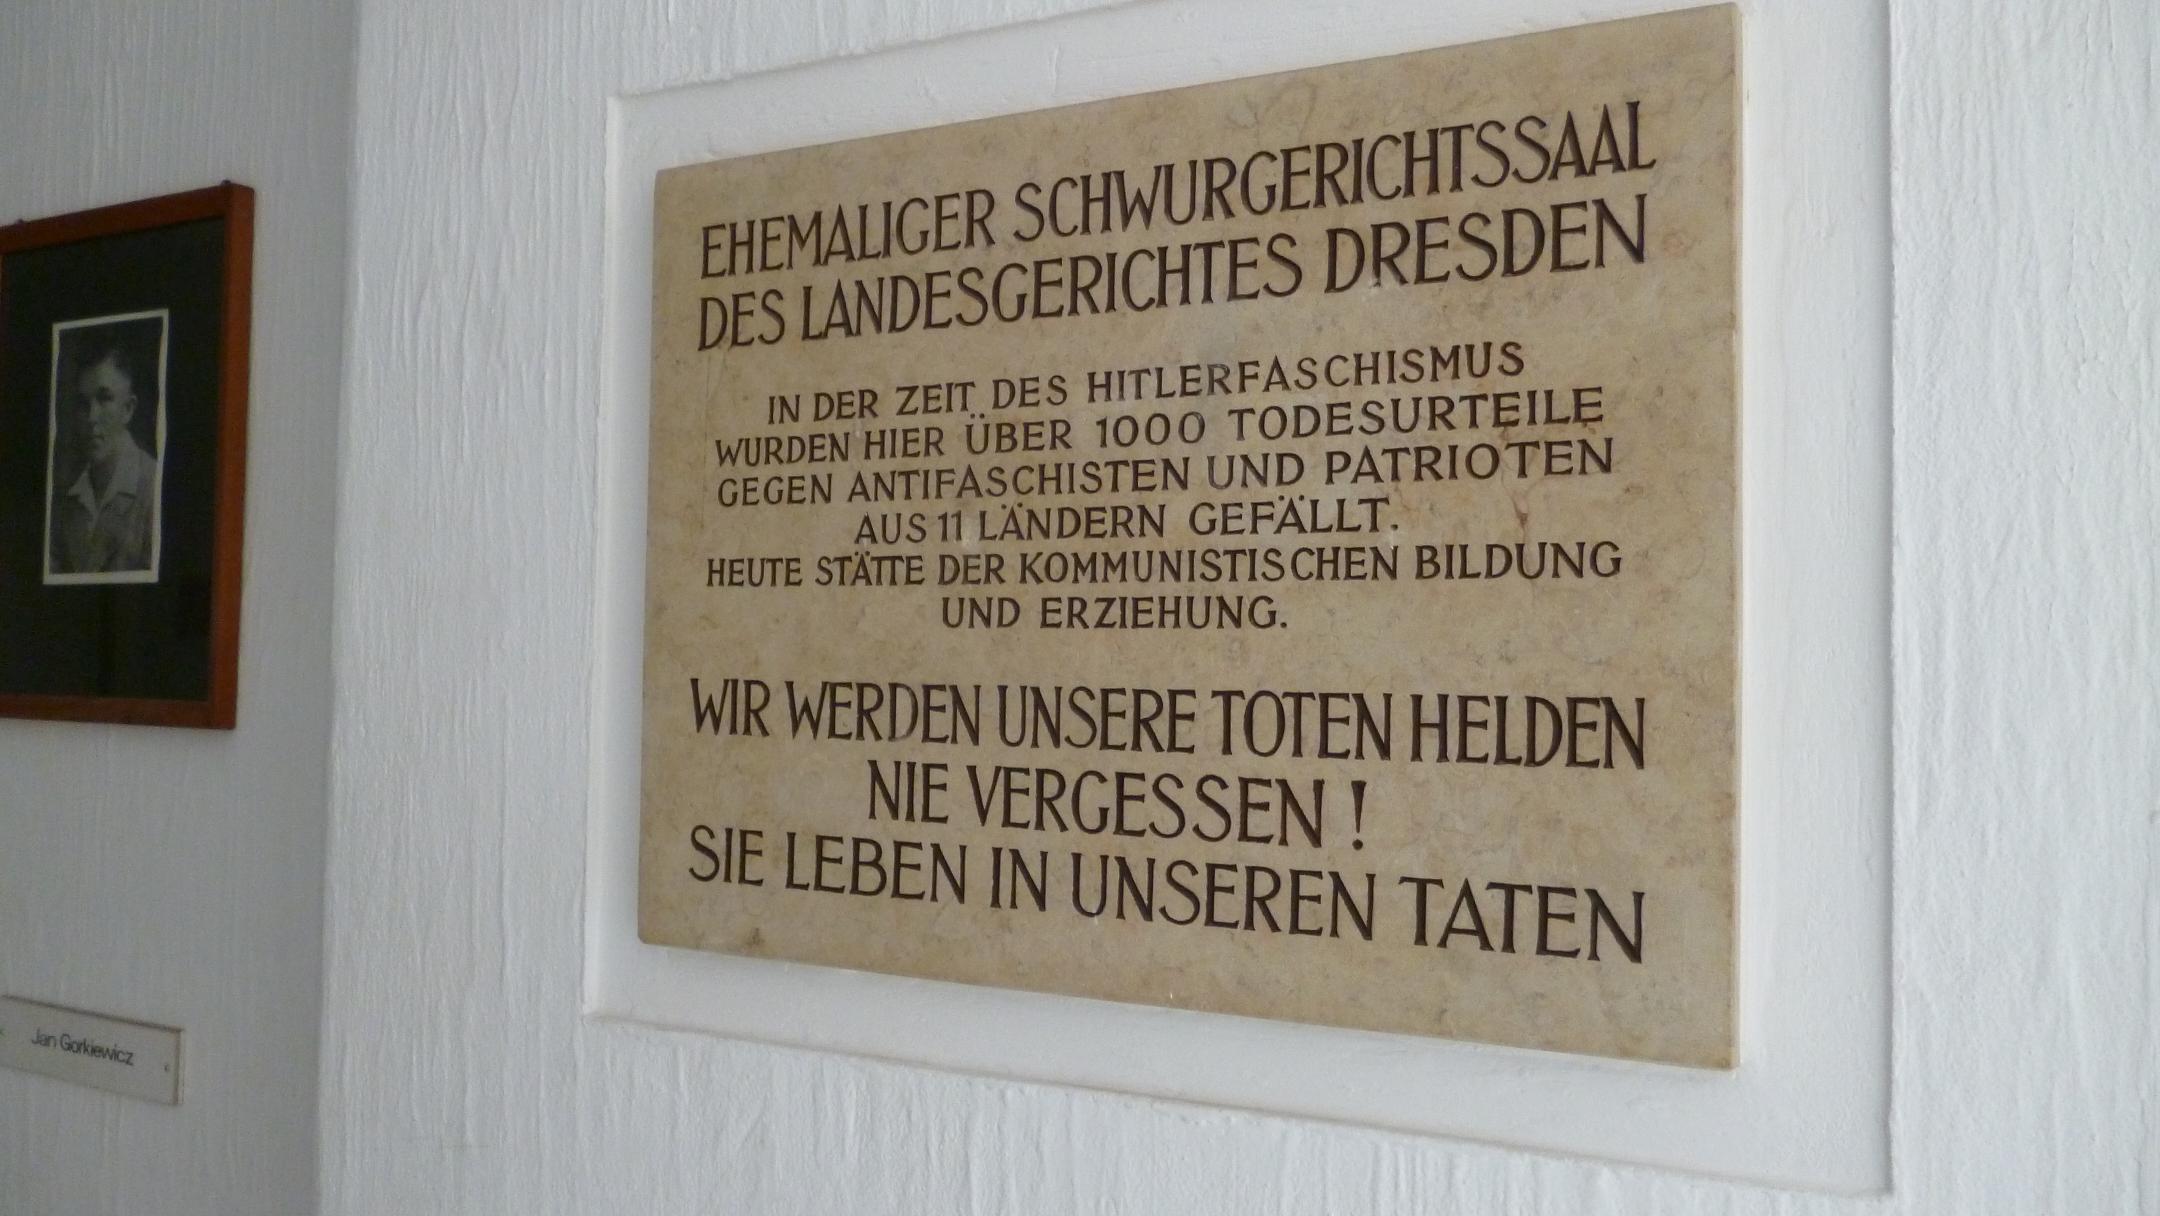 EHEMALIGER SCHWURGERICHTSSAAL
DES LANDESGERICHTES DRESDEN
IN DER ZEIT DES HITLERFASCHISMUS
WURDEN HIER ÜBER 1000 TODESURTEILE
GEGEN ANTIFASCHISTEN UND PATRIOTEN
AUS 11 LÄNDERN GEFÄLLT.
HEUTE STÄTTE DER KOMMUNISTISCHEN BILDUNG
UND ERZIEHUNG.
WIR WERDEN UNSERE TOTEN HELDEN
NIE VERGESSEN!
SIE LEBEN IN UNSEREN TATEN
Jan Gorkiewicz